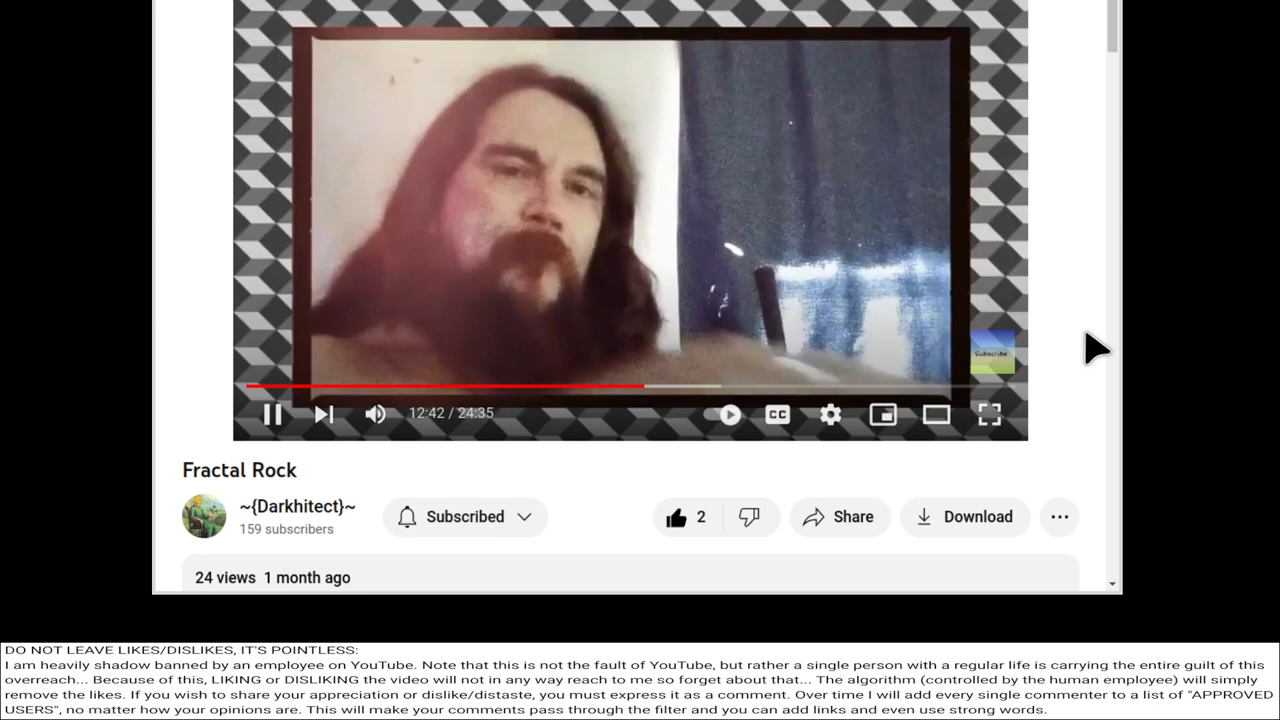 Subscribe
12:42 / 24:35
CC
Fractal Rock
~{Darkhitect}~
159 subscribers
Subscribed
2
Share
Download
24 views 1 month ago
DO NOT LEAVE LIKES/DISLIKES, IT'S POINTLESS:
I am heavily shadow banned by an employee on YouTube. Note that this is not the fault of YouTube, but rather a single person with a regular life is carrying the entire guilt of this
overreach... Because of this, LIKING or DISLIKING the video will not in any way reach to me so forget about that... The algorithm (controlled by the human employee) will simply
remove the likes. If you wish to share your appreciation or dislike/distaste, you must express it as a comment. Over time I will add every single commenter to a list of "APPROVED
USERS", no matter how your opinions are. This will make your comments pass through the filter and you can add links and even use strong words.